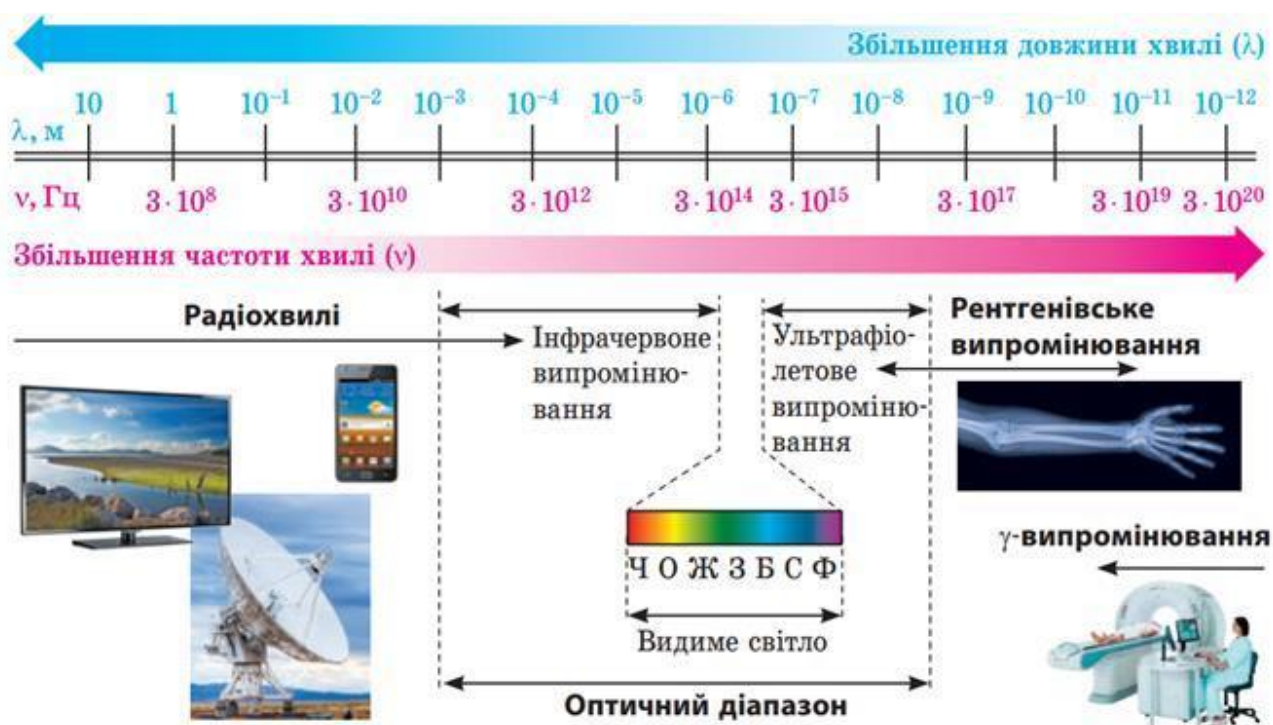 Збільшення довжини хвилі (λ)
10 1 10⁻¹ 10⁻² 10⁻³ 10⁻⁴ 10⁻⁵ 10⁻⁶ 10⁻⁷ 10⁻⁸ 10⁻⁹ 10⁻¹⁰ 10⁻¹¹ 10⁻¹²
λ, м
ν, Гц 3·10⁸ 3·10¹⁰ 3·10¹² 3·10¹⁴ 3·10¹⁵ 3·10¹⁷ 3·10¹⁹ 3·10²⁰
Збільшення частоти хвилі (ν)
Радіохвилі
Інфрачервоне
випроміню-
вання
Ультрафіо-
летове
випроміню-
вання
Рентгенівське
випромінювання
Ч О Ж З Б С Ф
Видиме світло
γ-випромінювання
Оптичний діапазон